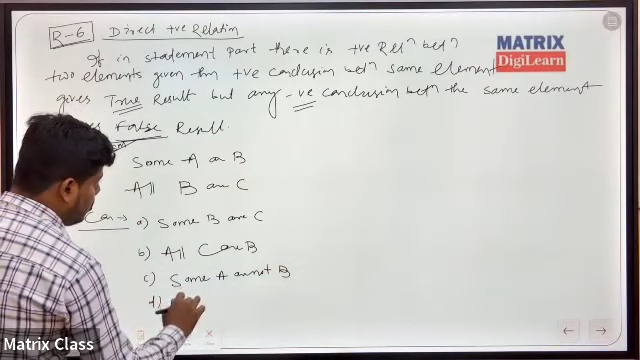 R-6 Direct +ve Relation
If in statement part there is +ve Relⁿ betⁿ
two elements given then +ve conclusion betⁿ same element
gives True Result but any -ve conclusion betⁿ the same element
False Result.
Some A are B
All B are C
Con → a) Some B are C
b) All C are B
c) Some A are not B
d)
MATRIX
DigiLearn
Matrix Class